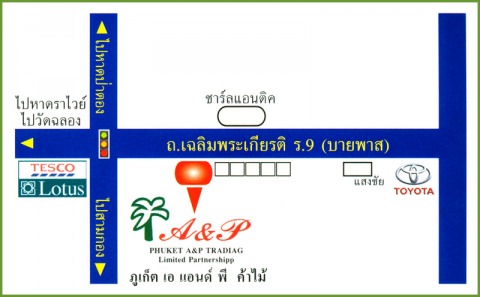 ไปหาดป่าตอง
ไปหาดราไวย์
ไปวัดฉลอง
ชาร์ลแอนติค
ถ.เฉลิมพระเกียรติ ร.9 (บายพาส)
TESCO
Lotus
ไปสามกอง
แสงชัย
TOYOTA
A&P
PHUKET A&P TRADIAG
Limited Partnershipp
ภูเก็ต เอ แอนด์ พี ค้าไม้